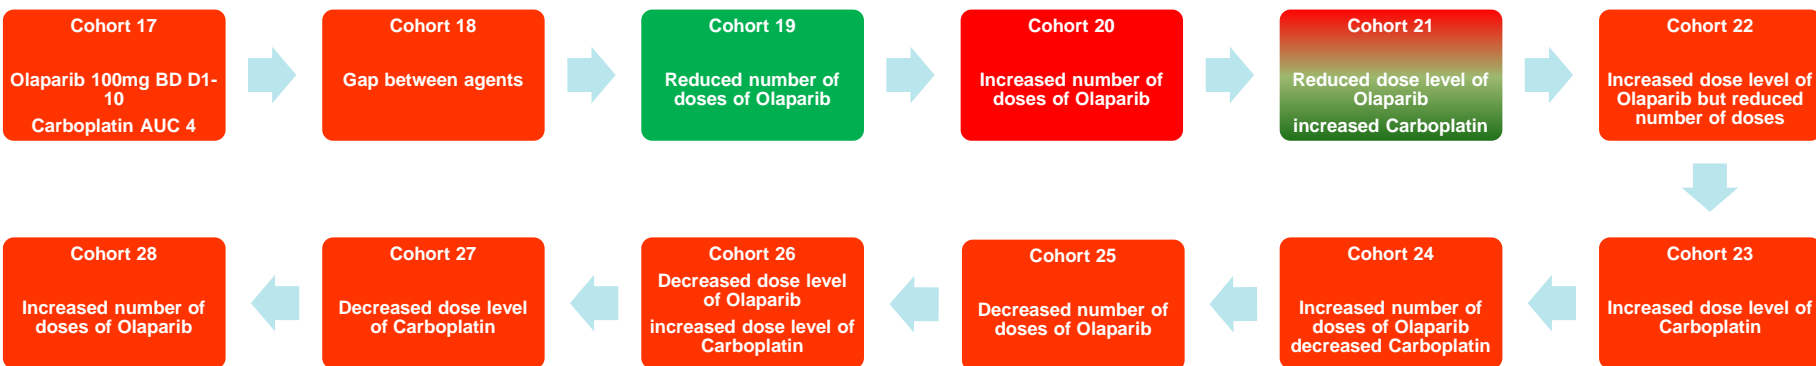 Cohort 17
Olaparib 100mg BD D1-
10
Carboplatin AUC 4
Cohort 18
Gap between agents
Cohort 19
Reduced number of
doses of Olaparib
Cohort 20
Increased number of
doses of Olaparib
Cohort 21
Reduced dose level of
Olaparib
increased Carboplatin
Cohort 22
Increased dose level of
Olaparib but reduced
number of doses
Cohort 23
Increased dose level of
Carboplatin
Cohort 24
Increased number of
doses of Olaparib
decreased Carboplatin
Cohort 25
Decreased number of
doses of Olaparib
Cohort 26
Decreased dose level
of Olaparib
increased dose level of
Carboplatin
Cohort 27
Decreased dose level
of Carboplatin
Cohort 28
Increased number of
doses of Olaparib